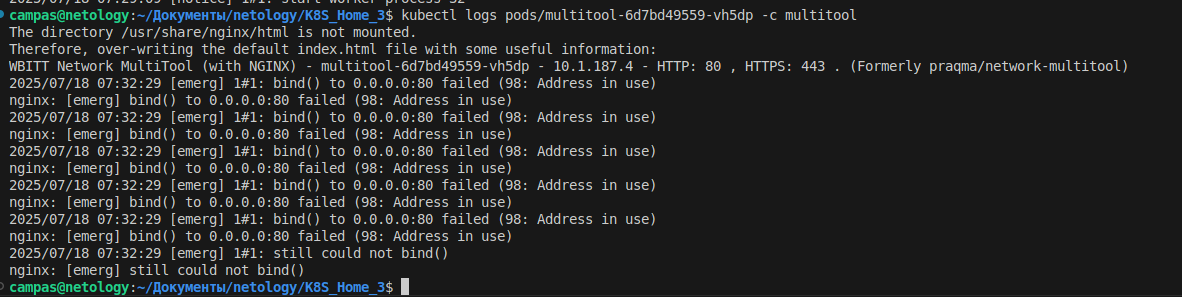 2025/07/18 07:29:09 [notice] 1#1: start worker process 32
campas@netology:~/Документы/netology/K8S_Home_3$ kubectl logs pods/multitool-6d7bd49559-vh5dp -c multitool
The directory /usr/share/nginx/html is not mounted.
Therefore, over-writing the default index.html file with some useful information:
WBITT Network MultiTool (with NGINX) - multitool-6d7bd49559-vh5dp - 10.1.187.4 - HTTP: 80 , HTTPS: 443 . (Formerly praqma/network-multitool)
2025/07/18 07:32:29 [emerg] 1#1: bind() to 0.0.0.0:80 failed (98: Address in use)
nginx: [emerg] bind() to 0.0.0.0:80 failed (98: Address in use)
2025/07/18 07:32:29 [emerg] 1#1: bind() to 0.0.0.0:80 failed (98: Address in use)
nginx: [emerg] bind() to 0.0.0.0:80 failed (98: Address in use)
2025/07/18 07:32:29 [emerg] 1#1: bind() to 0.0.0.0:80 failed (98: Address in use)
nginx: [emerg] bind() to 0.0.0.0:80 failed (98: Address in use)
2025/07/18 07:32:29 [emerg] 1#1: bind() to 0.0.0.0:80 failed (98: Address in use)
nginx: [emerg] bind() to 0.0.0.0:80 failed (98: Address in use)
2025/07/18 07:32:29 [emerg] 1#1: bind() to 0.0.0.0:80 failed (98: Address in use)
nginx: [emerg] bind() to 0.0.0.0:80 failed (98: Address in use)
2025/07/18 07:32:29 [emerg] 1#1: still could not bind()
nginx: [emerg] still could not bind()
campas@netology:~/Документы/netology/K8S_Home_3$